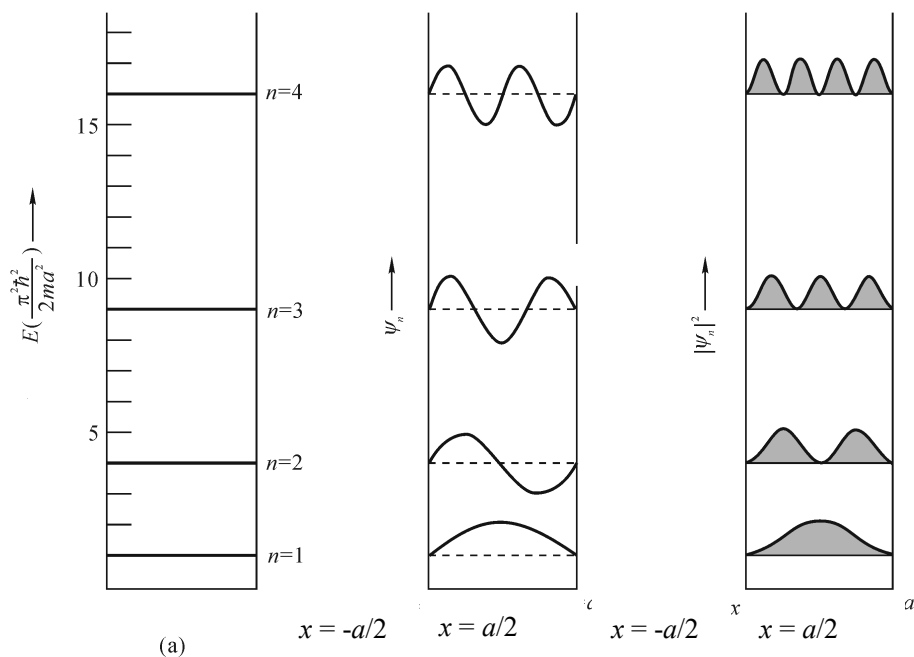 n=4
15
E(π²ħ²/2ma²)
10
n=3
5
n=2
n=1
(a)
ψₙ
|ψₙ|²
x
a
x = -a/2
x = a/2
x = -a/2
x = a/2